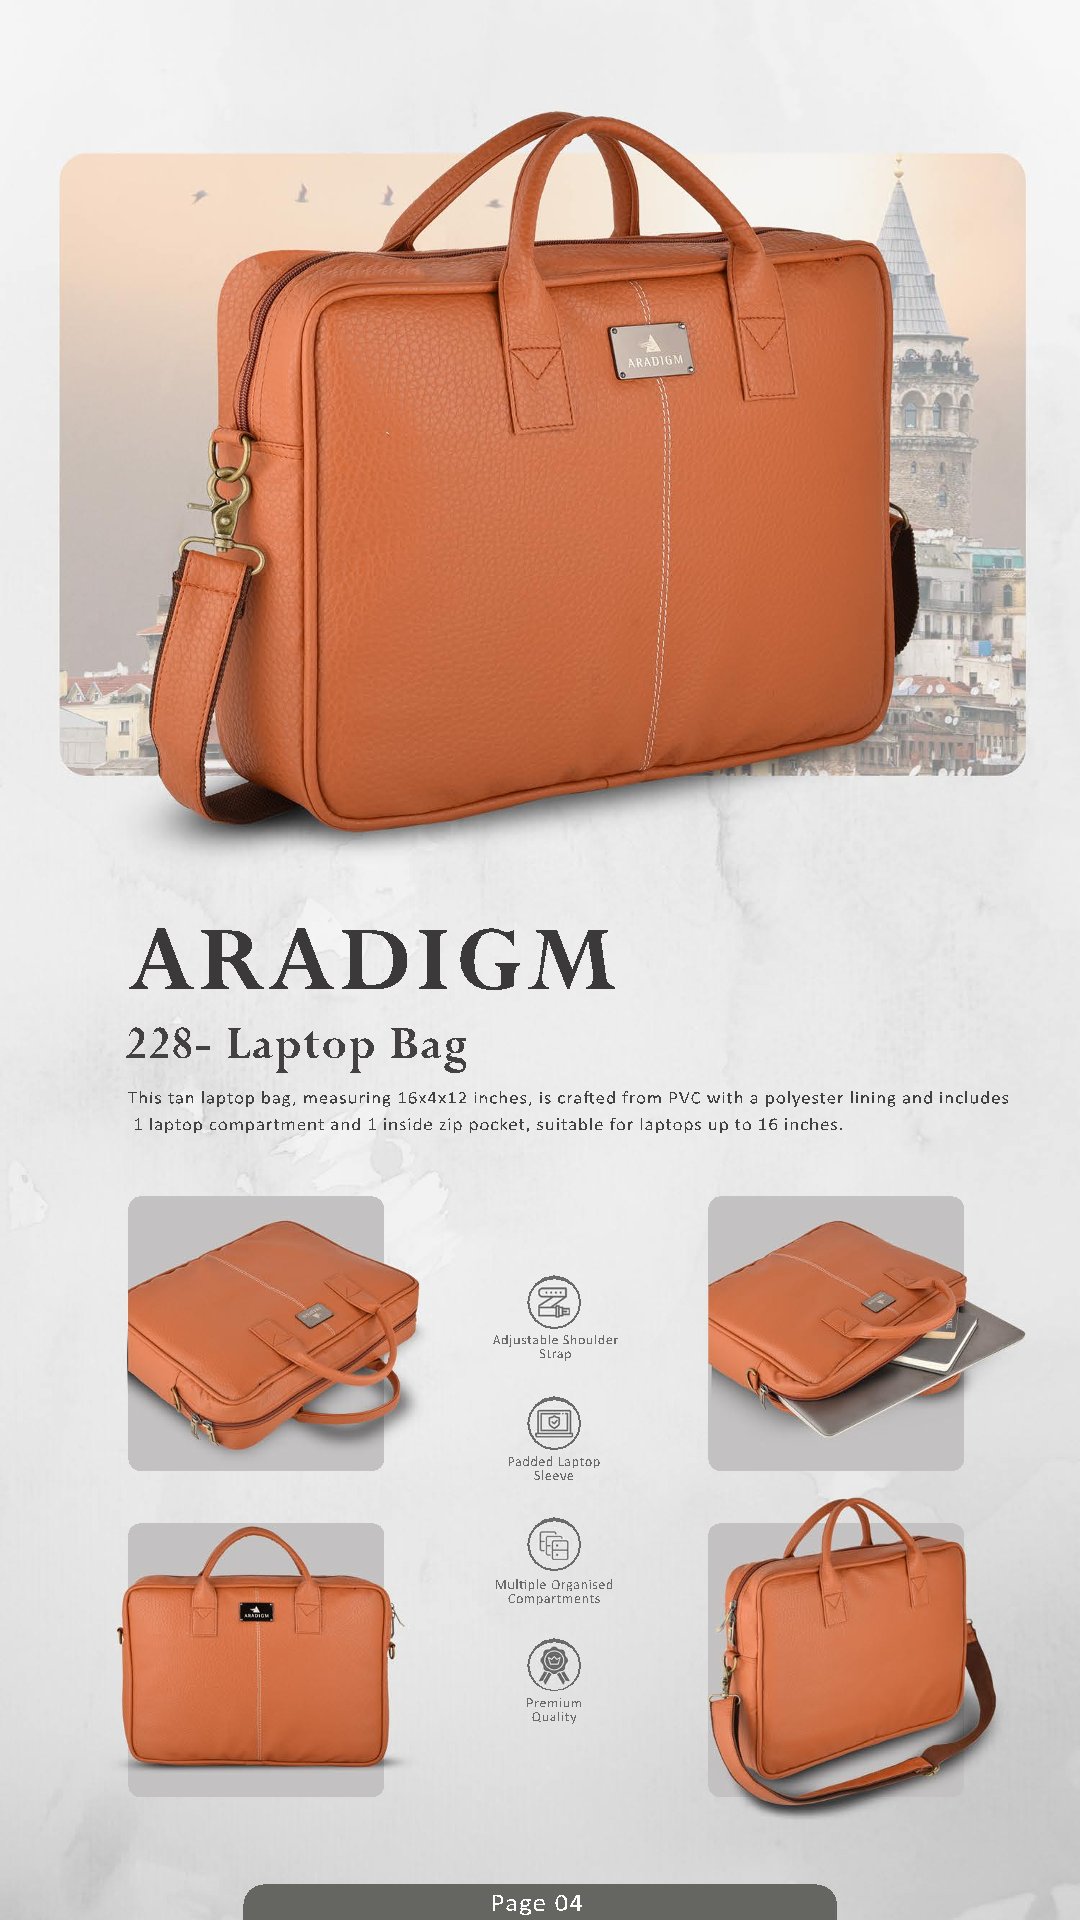 ARADIGM
ARADIGM
228- Laptop Bag
This tan laptop bag, measuring 16x4x12 inches, is crafted from PVC with a polyester lining and includes
1 laptop compartment and 1 inside zip pocket, suitable for laptops up to 16 inches.
Adjustable Shoulder
Strap
Padded Laptop
Sleeve
Multiple Organised
Compartments
ARADIGM
Premium
Quality
Page 04